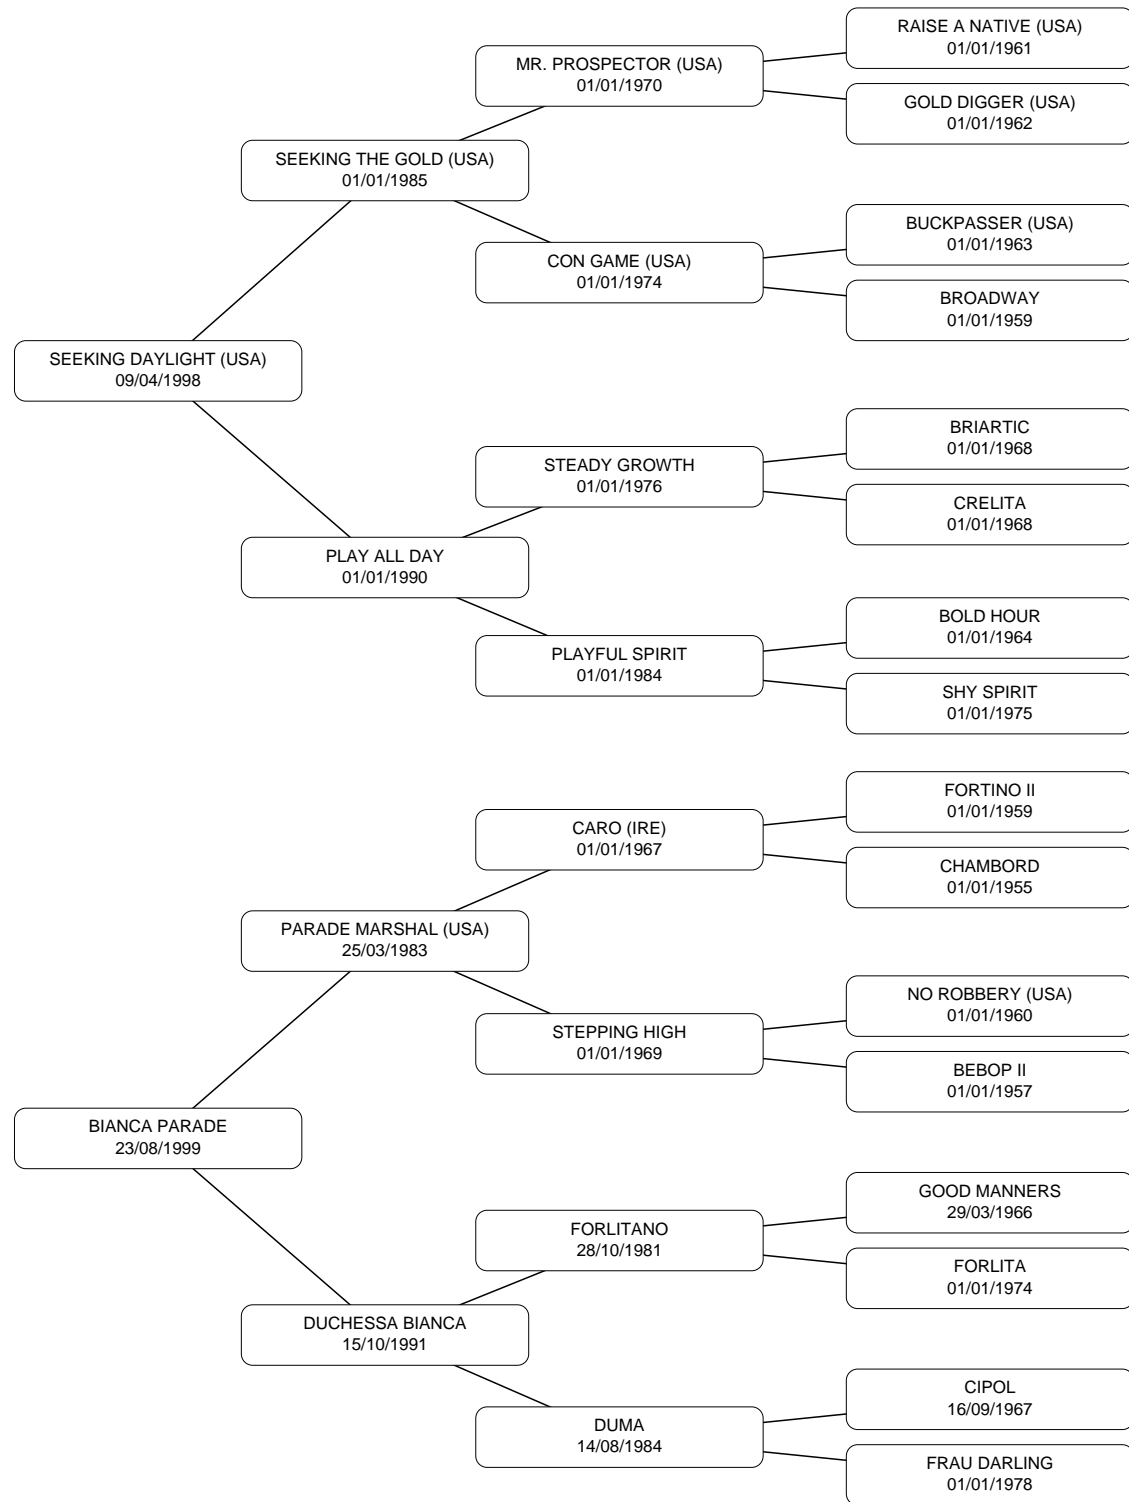 RAISE A NATIVE (USA)
01/01/1961
MR. PROSPECTOR (USA)
01/01/1970
GOLD DIGGER (USA)
01/01/1962
SEEKING THE GOLD (USA)
01/01/1985
BUCKPASSER (USA)
01/01/1963
CON GAME (USA)
01/01/1974
BROADWAY
01/01/1959
SEEKING DAYLIGHT (USA)
09/04/1998
BRIARTIC
01/01/1968
STEADY GROWTH
01/01/1976
CRELITA
01/01/1968
PLAY ALL DAY
01/01/1990
BOLD HOUR
01/01/1964
PLAYFUL SPIRIT
01/01/1984
SHY SPIRIT
01/01/1975
FORTINO II
01/01/1959
CARO (IRE)
01/01/1967
CHAMBORD
01/01/1955
PARADE MARSHAL (USA)
25/03/1983
NO ROBBERY (USA)
01/01/1960
STEPPING HIGH
01/01/1969
BEBOP II
01/01/1957
BIANCA PARADE
23/08/1999
GOOD MANNERS
29/03/1966
FORLITANO
28/10/1981
FORLITA
01/01/1974
DUCHESSA BIANCA
15/10/1991
CIPOL
16/09/1967
DUMA
14/08/1984
FRAU DARLING
01/01/1978